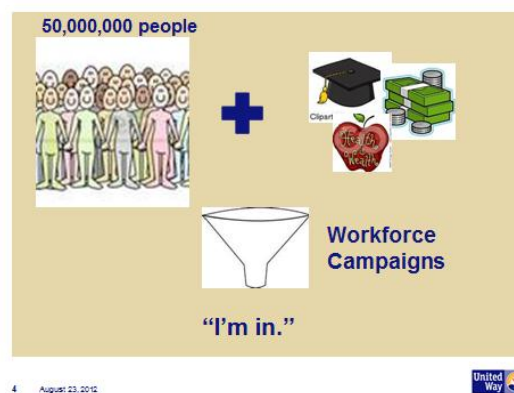 50,000,000 people
Clipart
Health
Wealth
Workforce
Campaigns
“I’m in.”
4 August 23, 2012
United
Way